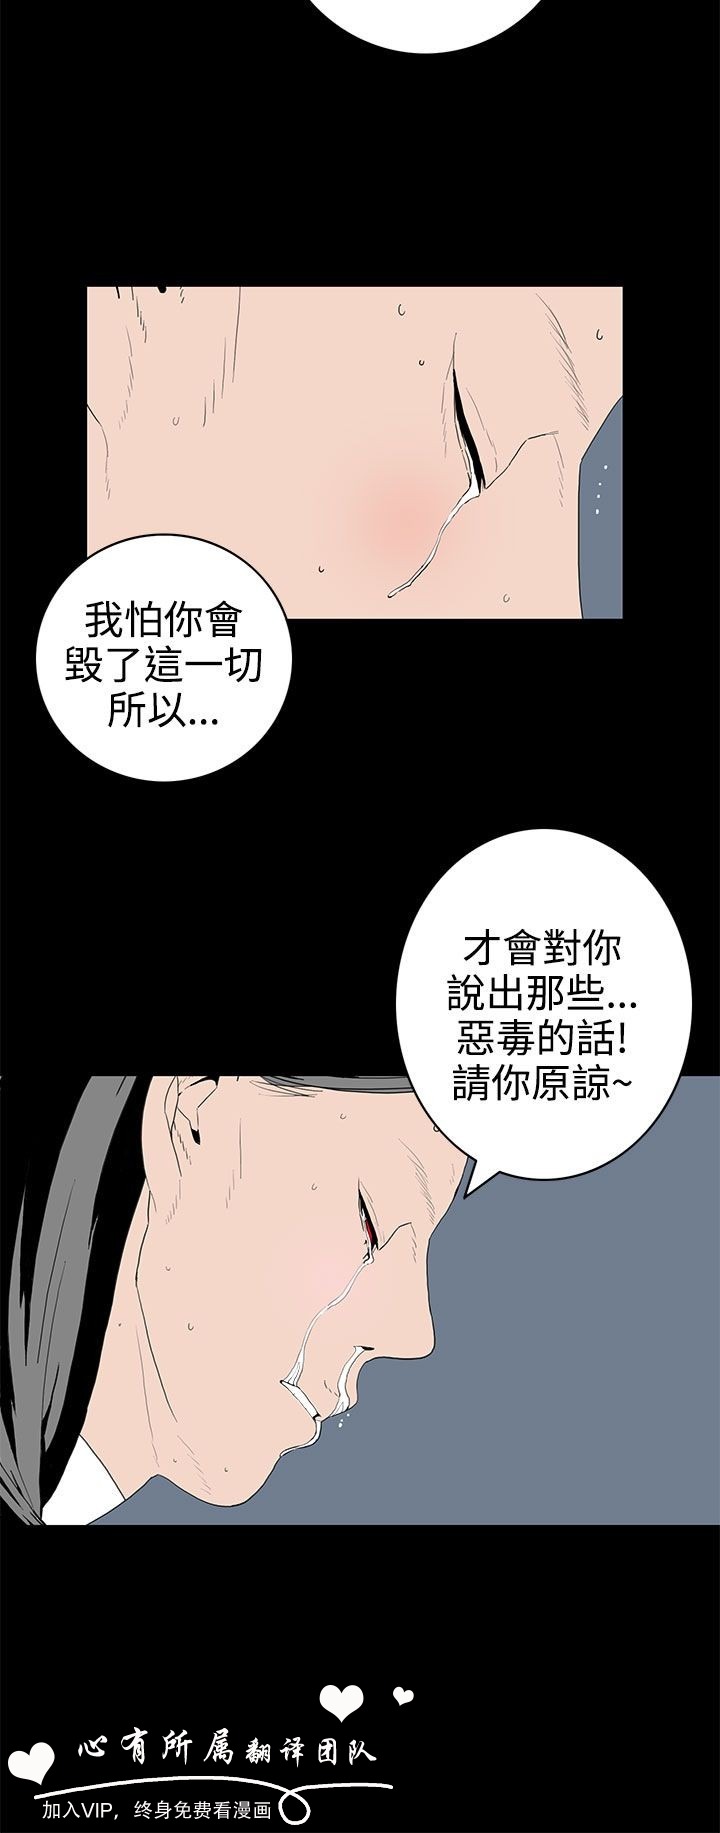 我怕你會
毀了這一切
所以...
才會對你
說出那些...
惡毒的話!
請你原諒~
心有所属翻译团队
加入VIP，终身免费看漫画